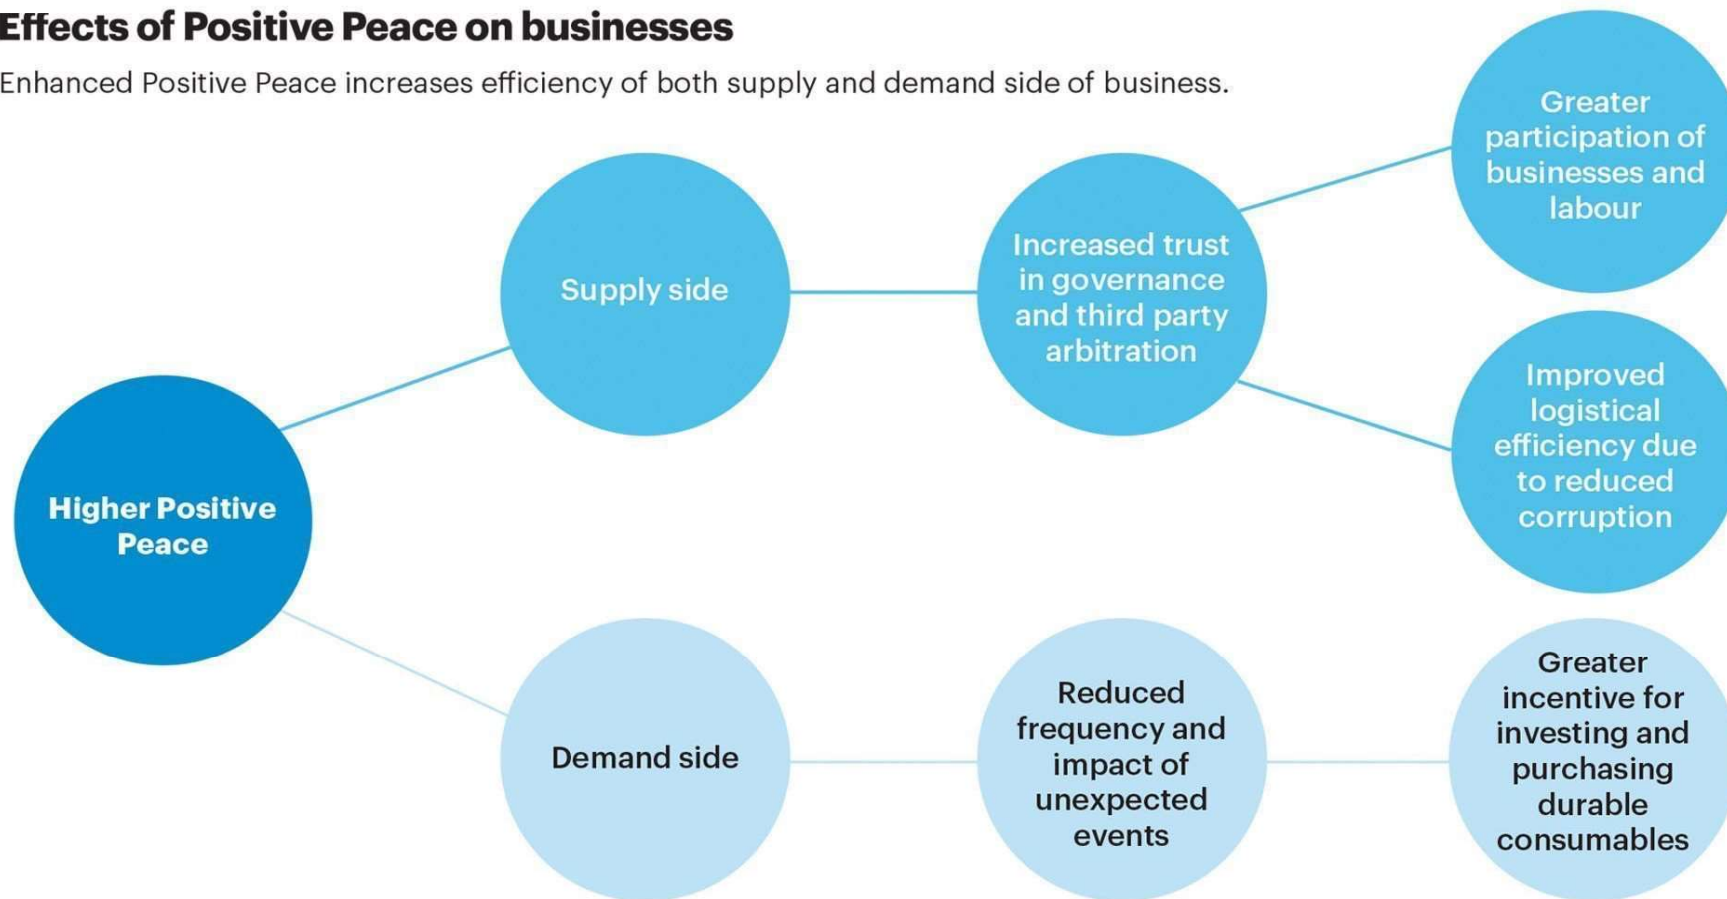 Effects of Positive Peace on businesses
Enhanced Positive Peace increases efficiency of both supply and demand side of business.
Greater
participation of
businesses and
labour
Supply side
Increased trust
in governance
and third party
arbitration
Improved
logistical
efficiency due
to reduced
corruption
Higher Positive
Peace
Demand side
Reduced
frequency and
impact of
unexpected
events
Greater
incentive for
investing and
purchasing
durable
consumables